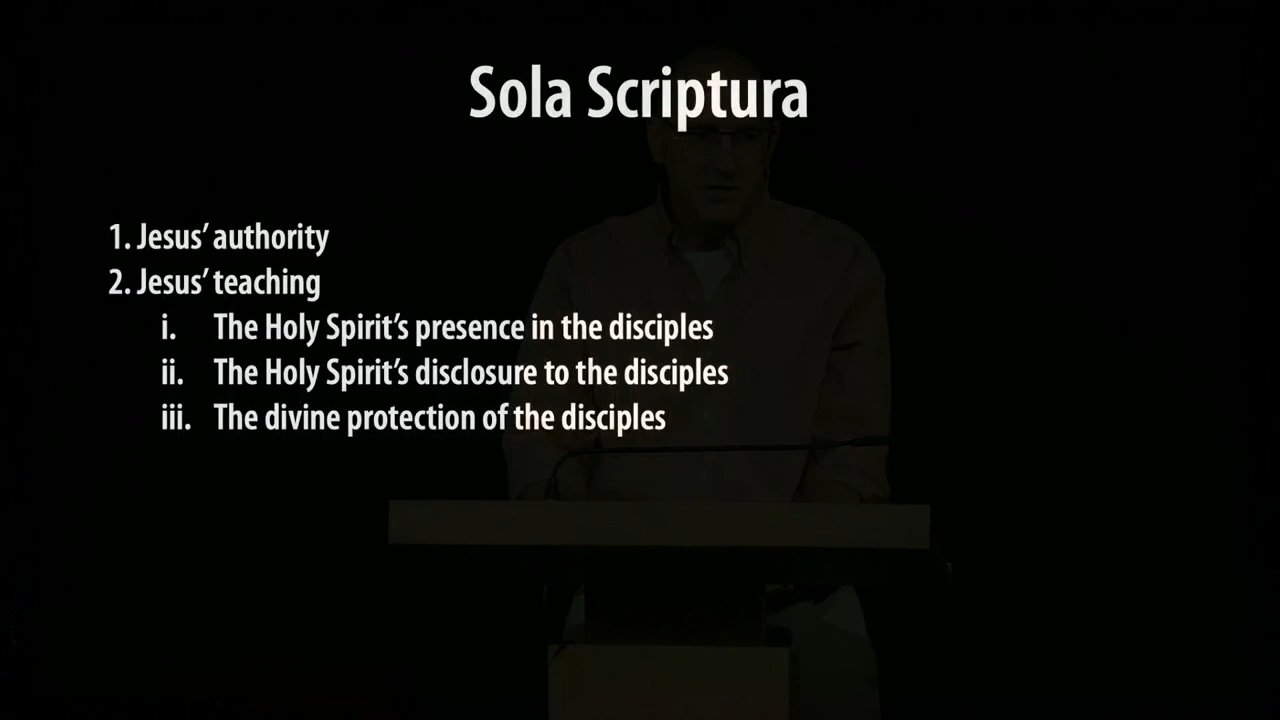 Sola Scriptura
1. Jesus’ authority
2. Jesus’ teaching
i. The Holy Spirit’s presence in the disciples
ii. The Holy Spirit’s disclosure to the disciples
iii. The divine protection of the disciples